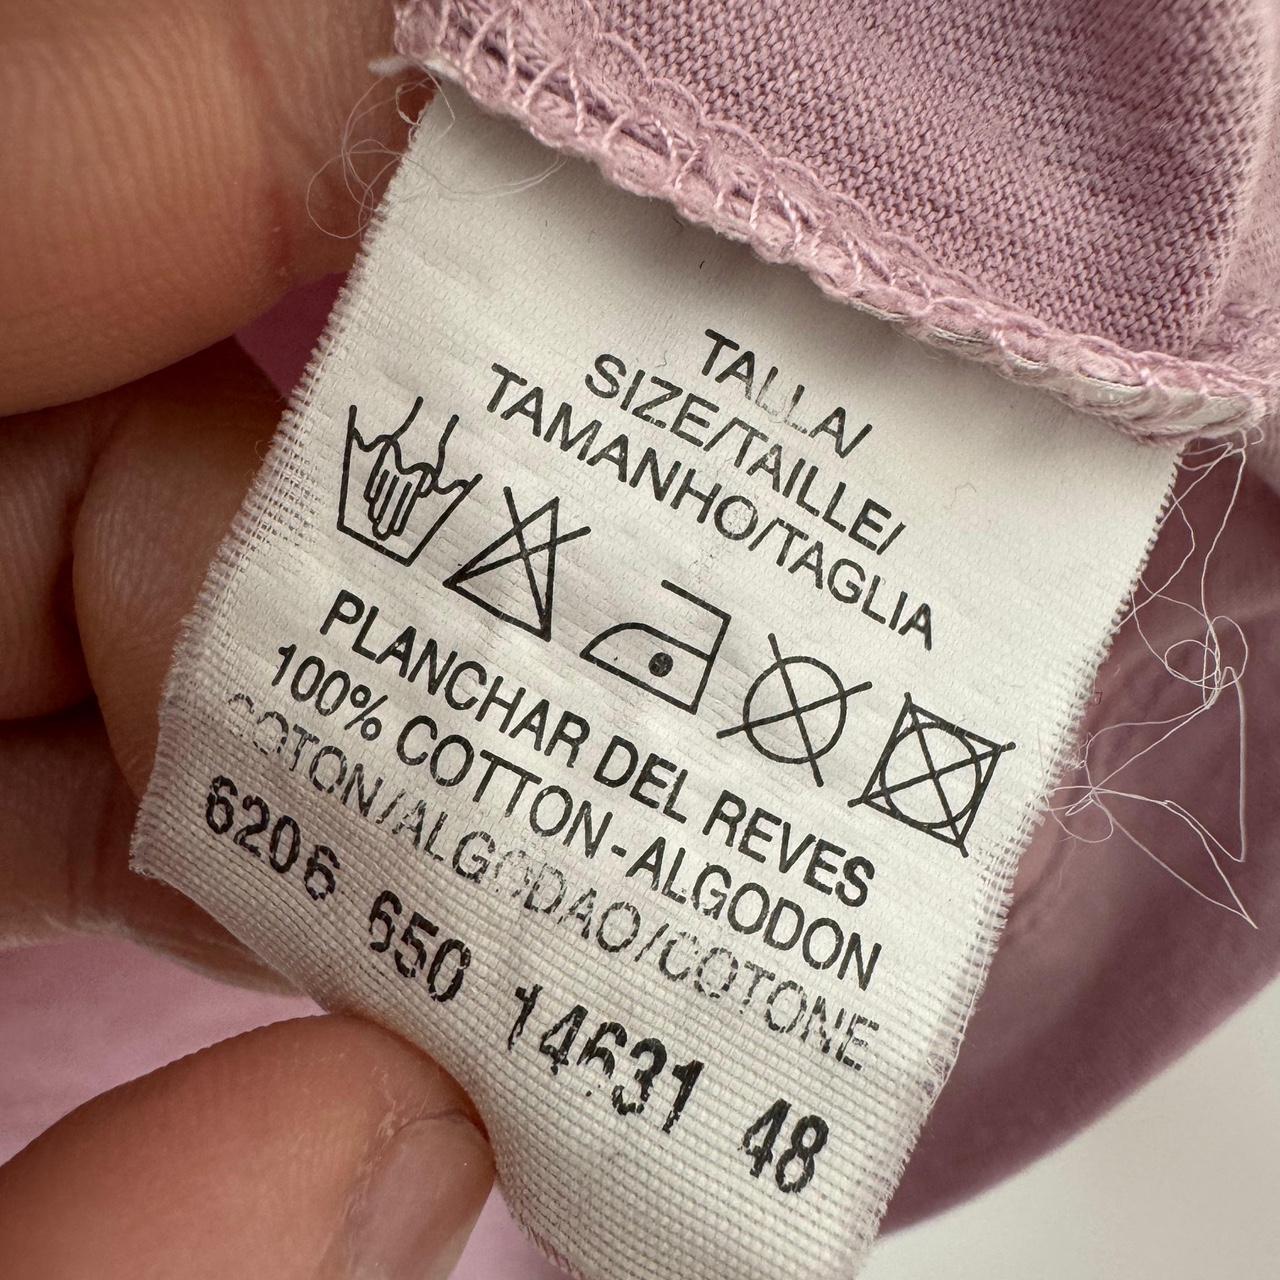 TALLA/
SIZE/TAILLE/
TAMANHO/TAGLIA
PLANCHAR DEL REVES
100% COTTON-ALGODON
COTON/ALGODAO/COTONE
6206 650 14631 48